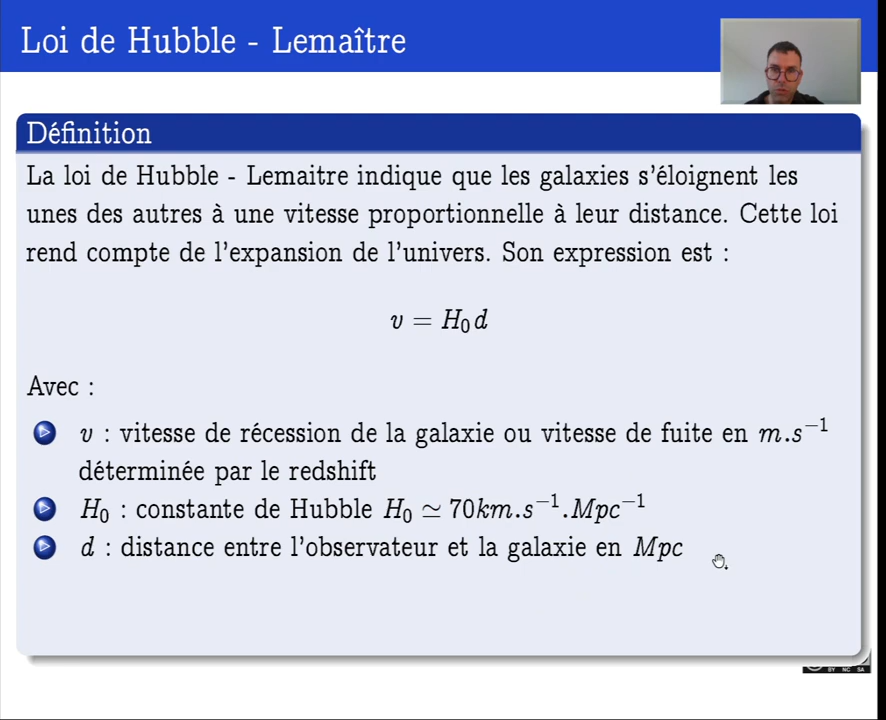 Loi de Hubble - Lemaître
Définition
La loi de Hubble - Lemaitre indique que les galaxies s'éloignent les
unes des autres à une vitesse proportionnelle à leur distance. Cette loi
rend compte de l'expansion de l'univers. Son expression est :
v = H₀d
Avec :
v : vitesse de récession de la galaxie ou vitesse de fuite en m.s⁻¹
déterminée par le redshift
H₀ : constante de Hubble H₀ ≃ 70km.s⁻¹.Mpc⁻¹
d : distance entre l'observateur et la galaxie en Mpc
BY NC SA